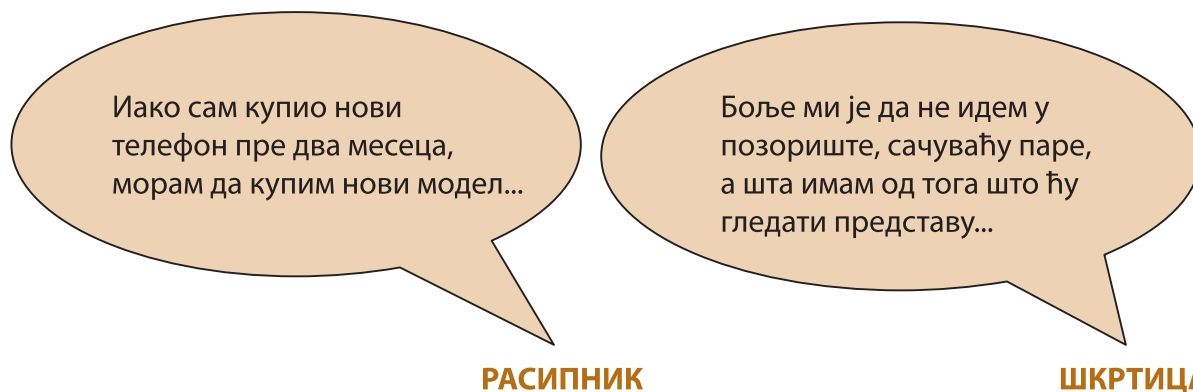 Иако сам купио нови
телефон пре два месеца,
морам да купим нови модел...
РАСИПНИК
Боље ми је да не идем у
позориште, сачуваћу паре,
а шта имам од тога што ћу
гледати представу...
ШКРТИЦА